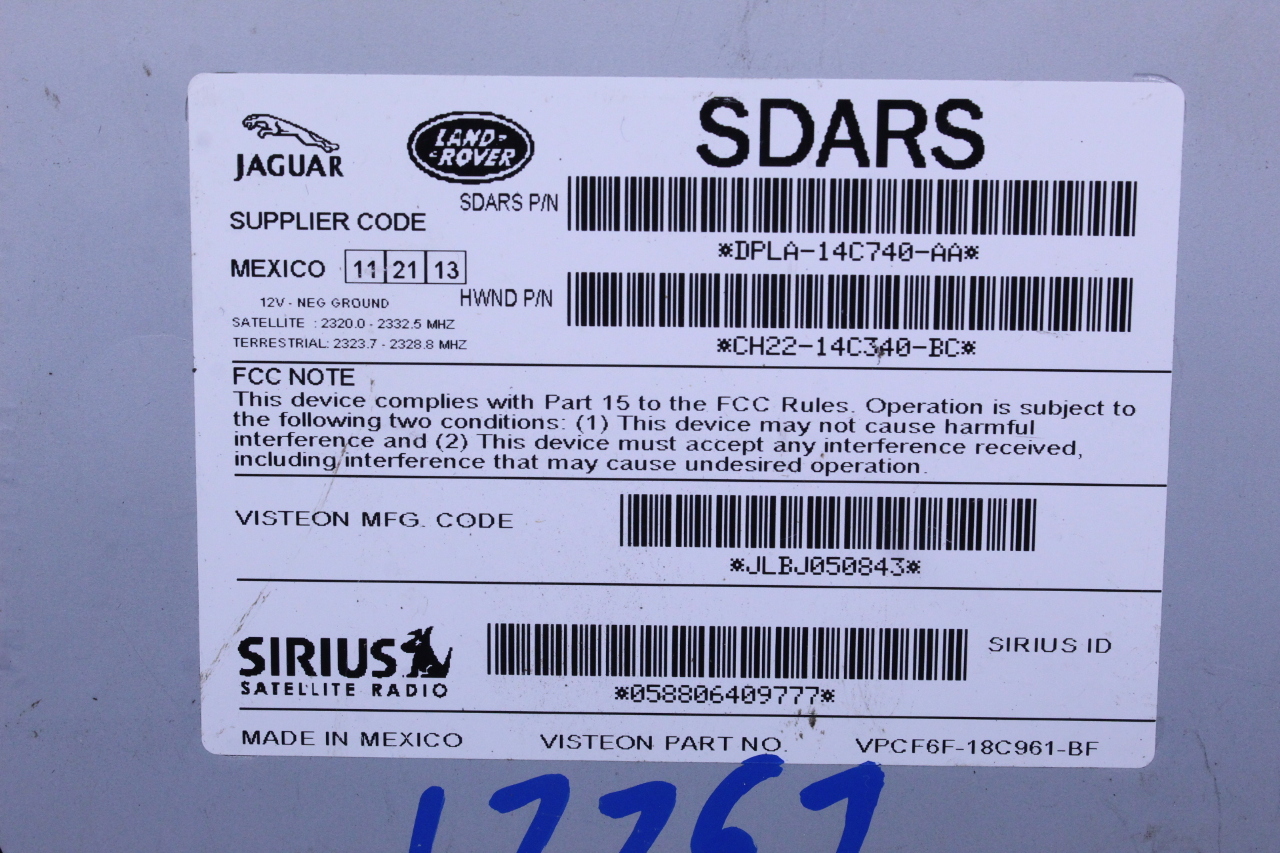 JAGUAR
LAND-
ROVER
SDARS
SDARS P/N
*DPLA-14C740-AA*
SUPPLIER CODE
MEXICO 11 21 13
HWND P/N
*CH22-14C340-BC*
12V - NEG GROUND
SATELLITE : 2320.0 - 2332.5 MHZ
TERRESTRIAL: 2323.7 - 2328.8 MHZ
FCC NOTE
This device complies with Part 15 to the FCC Rules. Operation is subject to
the following two conditions: (1) This device may not cause harmful
interference and (2) This device must accept any interference received,
including interference that may cause undesired operation.
VISTEON MFG. CODE
*JLBJ050843*
SIRIUS
SATELLITE RADIO
*058806409777*
SIRIUS ID
MADE IN MEXICO VISTEON PART NO. VPCF6F-18C961-BF